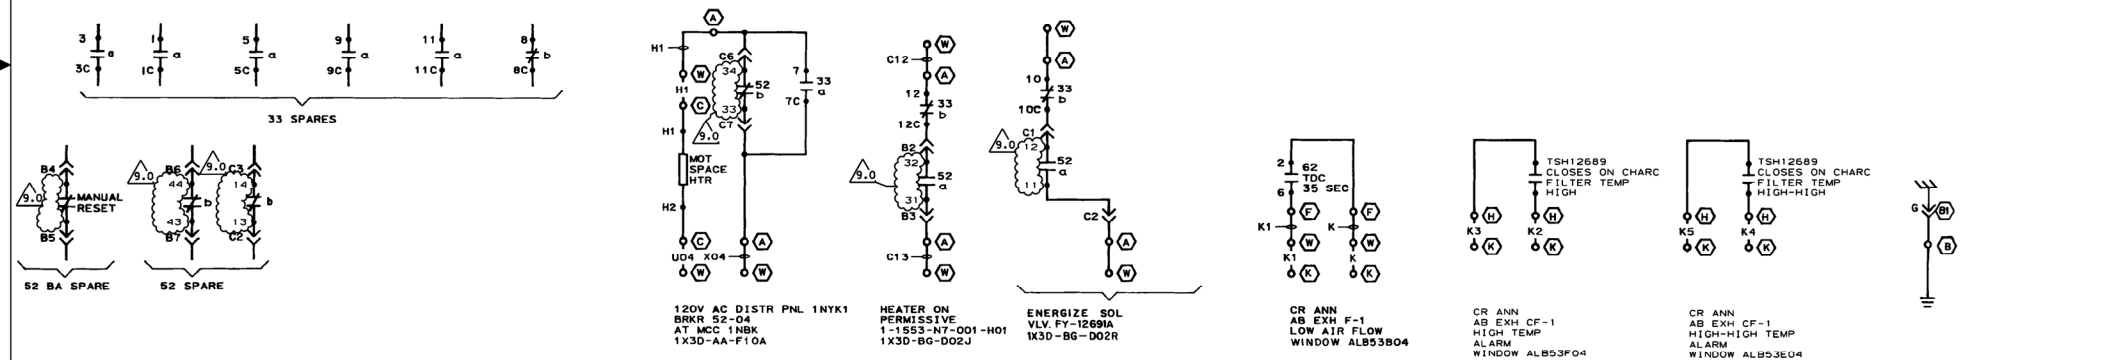 3 a 3C
1 a 1C
5 a 5C
9 a 9C
11 a 11C
8 b 8C
33 SPARES
B4
9.0
MANUAL
RESET
B5
52 BA SPARE
9.0
B6
44
b
43
B7
9.0
C3
14
b
13
C2
52 SPARE
A
H1
W
H1
C
H1
MOT
SPACE
HTR
H2
C
U04
W
C6
34
52
b
33
C7
9.0
7
33
a
7C
X04
A
W
120V AC DISTR PNL 1NYK1
BRKR 52-04
AT MCC 1NBK
1X3D-AA-F10A
W
C12
A
12
33
b
12C
B2
32
52
a
31
B3
9.0
A
C13
W
HEATER ON
PERMISSIVE
1-1553-N7-001-H01
1X3D-BG-D02J
W
A
10
33
b
10C
C1
9.0
12
52
a
11
C2
A
W
ENERGIZE SOL
VLV. FY-12691A
1X3D-BG-D02R
2
62
TDC
35 SEC
6
F
F
K1
K
W
W
K1
K
K
K
CR ANN
AB EXH F-1
LOW AIR FLOW
WINDOW ALB53B04
TSH12689
CLOSES ON CHARC
FILTER TEMP
HIGH
H
H
K3
K2
K
K
CR ANN
AB EXH CF-1
HIGH TEMP
ALARM
WINDOW ALB53F04
TSH12689
CLOSES ON CHARC
FILTER TEMP
HIGH-HIGH
H
H
K5
K4
K
K
CR ANN
AB EXH CF-1
HIGH-HIGH TEMP
ALARM
WINDOW ALB53E04
G
B1
B